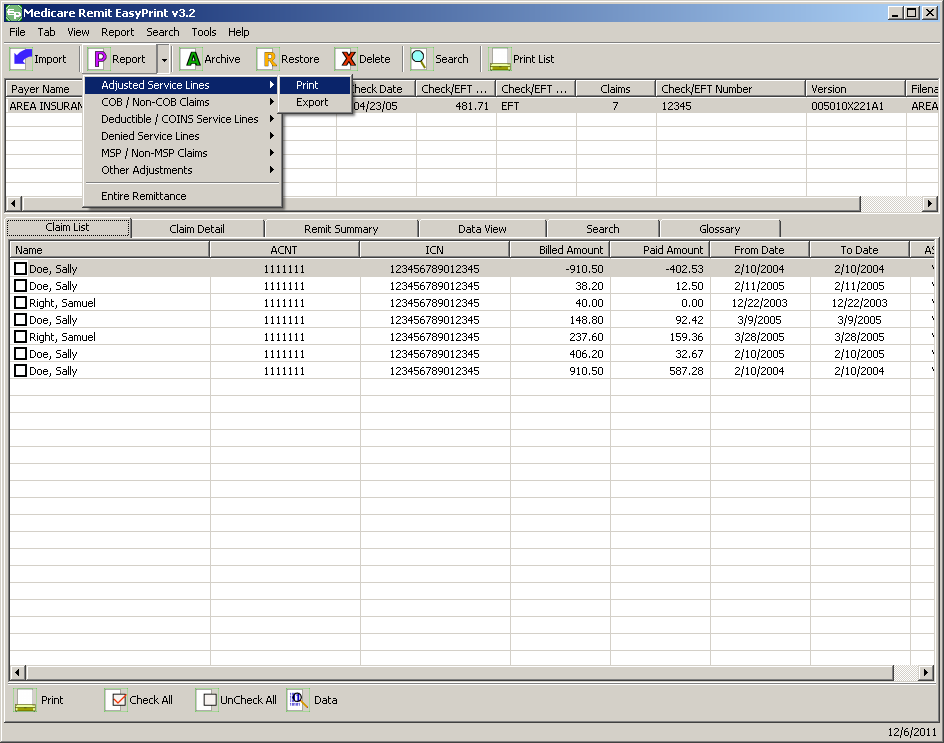 Medicare Remit EasyPrint v3.2
File Tab View Report Search Tools Help
Import Report Archive Restore Delete Search Print List
Payer Name Check Date Check/EFT ... Check/EFT ... Claims Check/EFT Number Version Filena
AREA INSURAN 04/23/05 481.71 EFT 7 12345 005010X221A1 AREA
Adjusted Service Lines Print
COB / Non-COB Claims Export
Deductible / COINS Service Lines
Denied Service Lines
MSP / Non-MSP Claims
Other Adjustments
Entire Remittance
Claim List Claim Detail Remit Summary Data View Search Glossary
Name ACNT ICN Billed Amount Paid Amount From Date To Date AS
Doe, Sally 1111111 123456789012345 -910.50 -402.53 2/10/2004 2/10/2004
Doe, Sally 1111111 123456789012345 38.20 12.50 2/11/2005 2/11/2005
Right, Samuel 1111111 123456789012345 40.00 0.00 12/22/2003 12/22/2003
Doe, Sally 1111111 123456789012345 148.80 92.42 3/9/2005 3/9/2005
Right, Samuel 1111111 123456789012345 237.60 159.36 3/28/2005 3/28/2005
Doe, Sally 1111111 123456789012345 406.20 32.67 2/10/2005 2/10/2005
Doe, Sally 1111111 123456789012345 910.50 587.28 2/10/2004 2/10/2004
Print Check All UnCheck All Data
12/6/2011